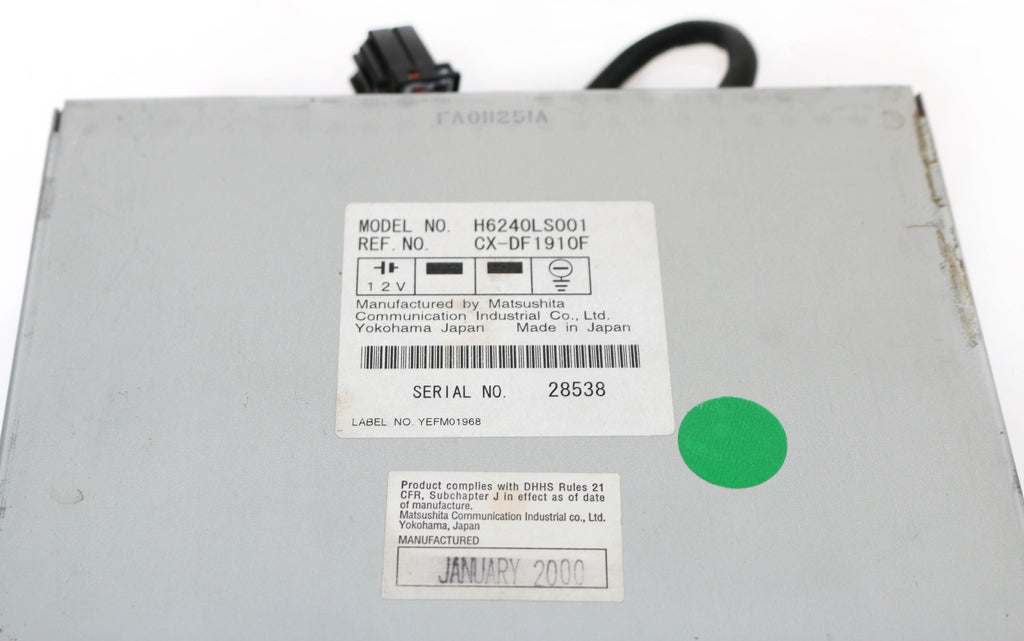 FA011251A
MODEL NO. H6240LS001
REF. NO. CX-DF1910F
12V
Manufactured by Matsushita
Communication Industrial Co., Ltd.
Yokohama Japan Made in Japan
SERIAL NO. 28538
LABEL NO. YEFM01968
Product complies with DHHS Rules 21
CFR, Subchapter J in effect as of date
of manufacture.
Matsushita Communication Industrial co., Ltd.
Yokohama, Japan
MANUFACTURED
JANUARY 2000